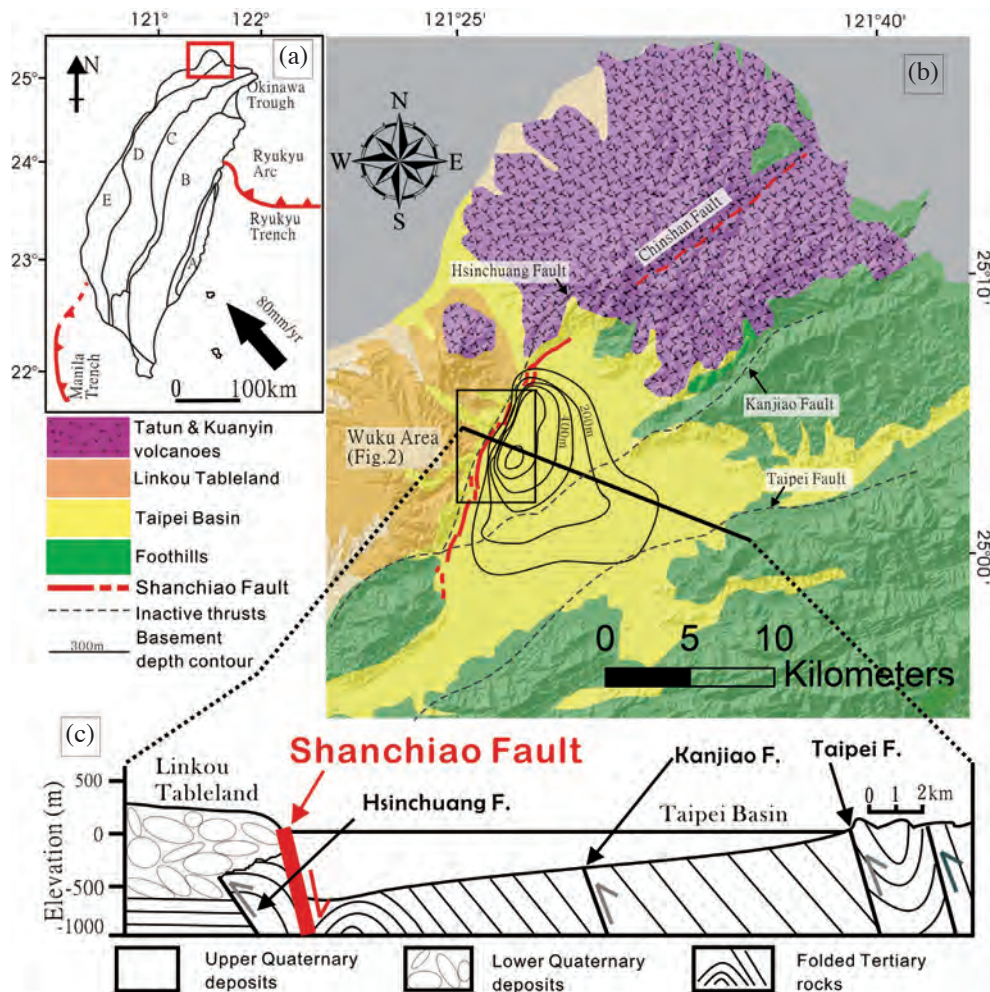 121°
122°
121°20'
121°40'
(a)
N
25°
24°
23°
22°
Okinawa
Trough
Ryukyu
Arc
Ryukyu
Trench
A
B
C
D
E
80mm/yr
Manila
Trench
0 100km
(b)
N
W E
S
Chinshan Fault
Hsinchuang Fault
25°10'
Kanjiao Fault
200m
400m
Wuku Area
(Fig.2)
Taipei Fault
25°00'
0 5 10
Kilometers
Tatun & Kuanyin
volcanoes
Linkou Tableland
Taipei Basin
Foothills
Shanchiao Fault
Inactive thrusts
300m
Basement
depth contour
(c)
Shanchiao Fault
Kanjiao F.
Taipei F.
Linkou
Tableland
Hsinchuang F.
Taipei Basin
0 1 2km
Elevation (m)
500
0
-500
-1000
Upper Quaternary
deposits
Lower Quaternary
deposits
Folded Tertiary
rocks